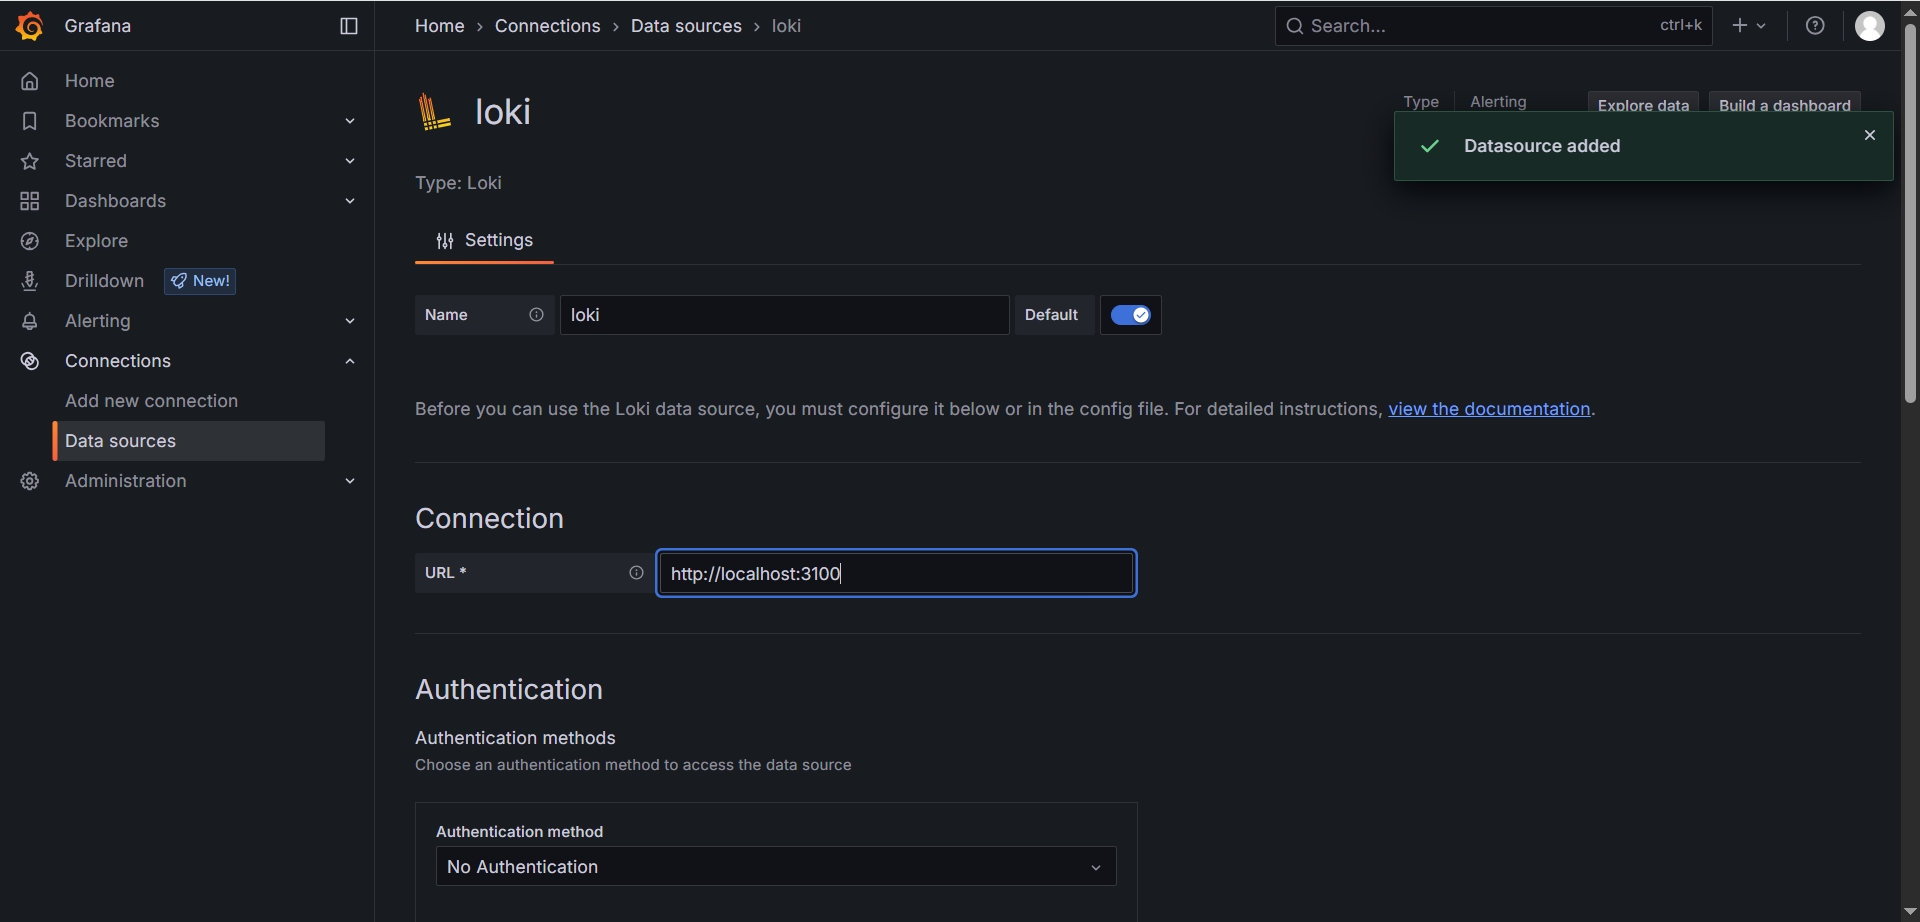 Grafana
Home › Connections › Data sources › loki
Search...
ctrl+k
Home
Bookmarks
Starred
Dashboards
Explore
Drilldown
New!
Alerting
Connections
Add new connection
Data sources
Administration
loki
Type
Alerting
Explore data
Build a dashboard
Datasource added
Type: Loki
Settings
Name
loki
Default
Before you can use the Loki data source, you must configure it below or in the config file. For detailed instructions, view the documentation.
Connection
URL *
http://localhost:3100
Authentication
Authentication methods
Choose an authentication method to access the data source
Authentication method
No Authentication